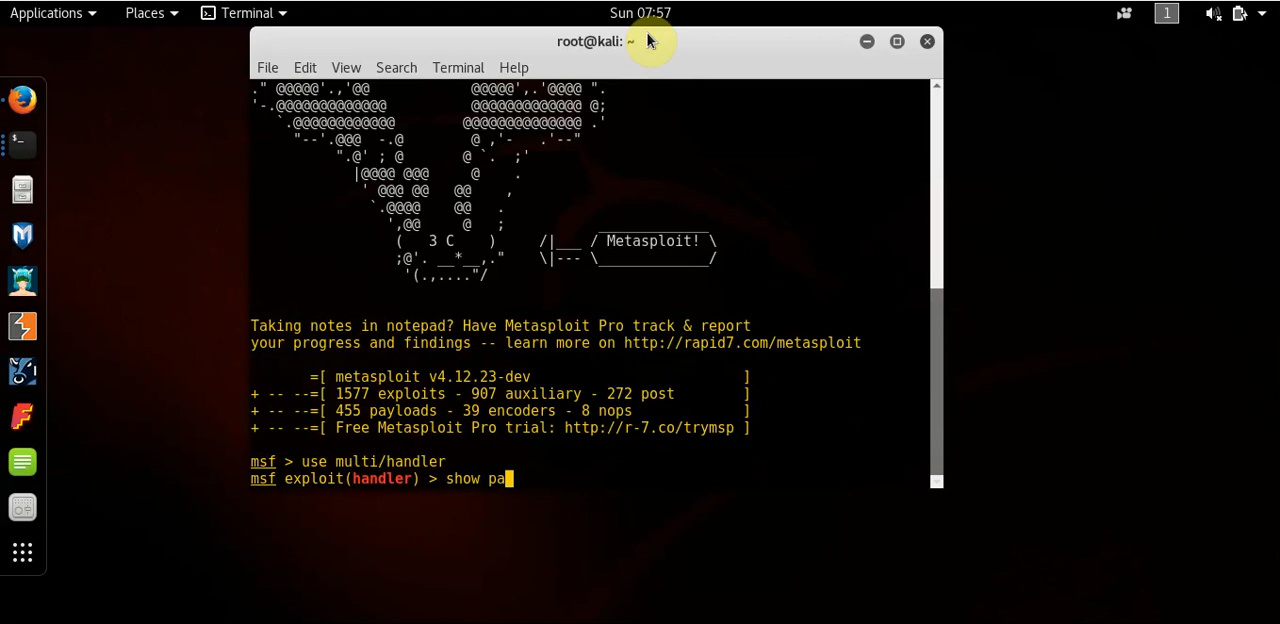 Applications Places Terminal Sun 07:57 1
root@kali: ~
File Edit View Search Terminal Help
." @@@@@'.,'@@            @@@@@',.'@@@@ ".
'-.@@@@@@@@@@@@@          @@@@@@@@@@@@@ @;
`.@@@@@@@@@@@@        @@@@@@@@@@@@@@ .'
"--'.@@@  -.@        @ ,'-   .'--"
".@' ; @       @ `.  ;'
|@@@@ @@@     @    .
' @@@ @@   @@    ,
`.@@@@    @@   .
',@@     @   ;
(   3 C    )     /|___ / Metasploit! \
;@'. __*__,."    \|--- \_____________/
'(.,...."/
Taking notes in notepad? Have Metasploit Pro track & report
your progress and findings -- learn more on http://rapid7.com/metasploit
=[ metasploit v4.12.23-dev                         ]
+ -- --=[ 1577 exploits - 907 auxiliary - 272 post        ]
+ -- --=[ 455 payloads - 39 encoders - 8 nops             ]
+ -- --=[ Free Metasploit Pro trial: http://r-7.co/trymsp ]
msf > use multi/handler
msf exploit(handler) > show pa